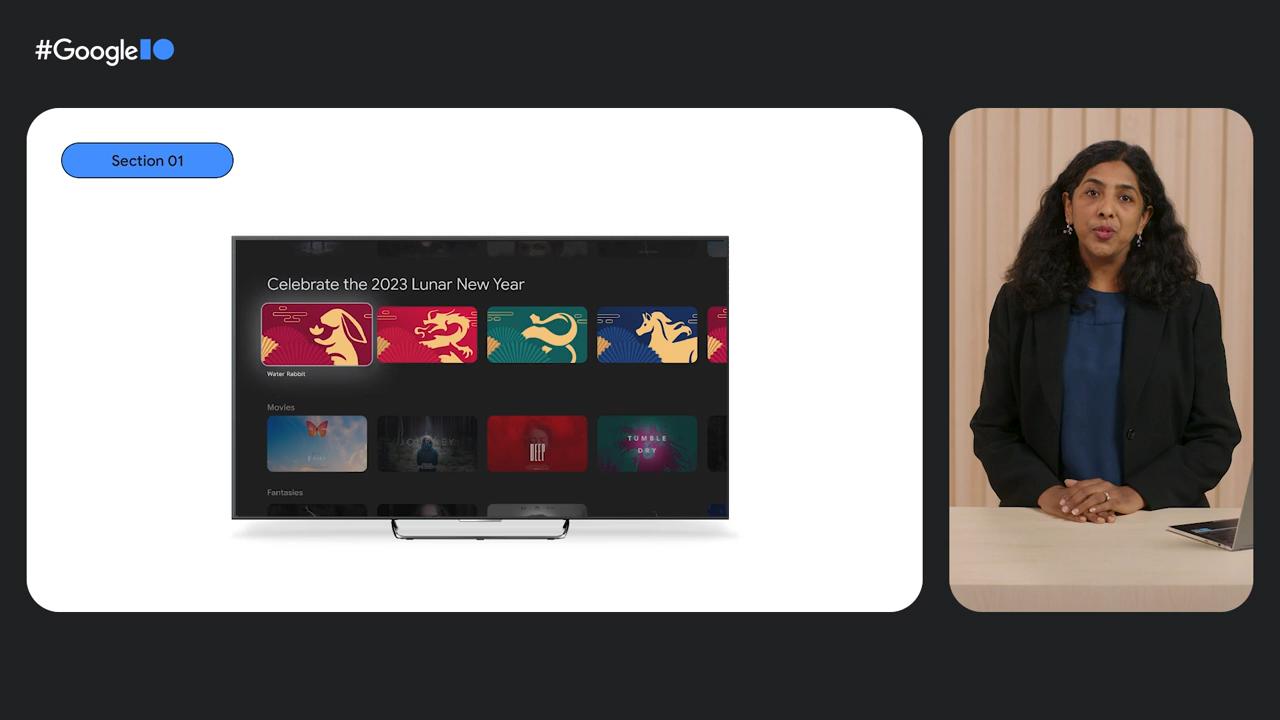 #GoogleIO
Section 01
Celebrate the 2023 Lunar New Year
Water Rabbit
Movies
DEEP
TUMBLE
DRY
Fantasies